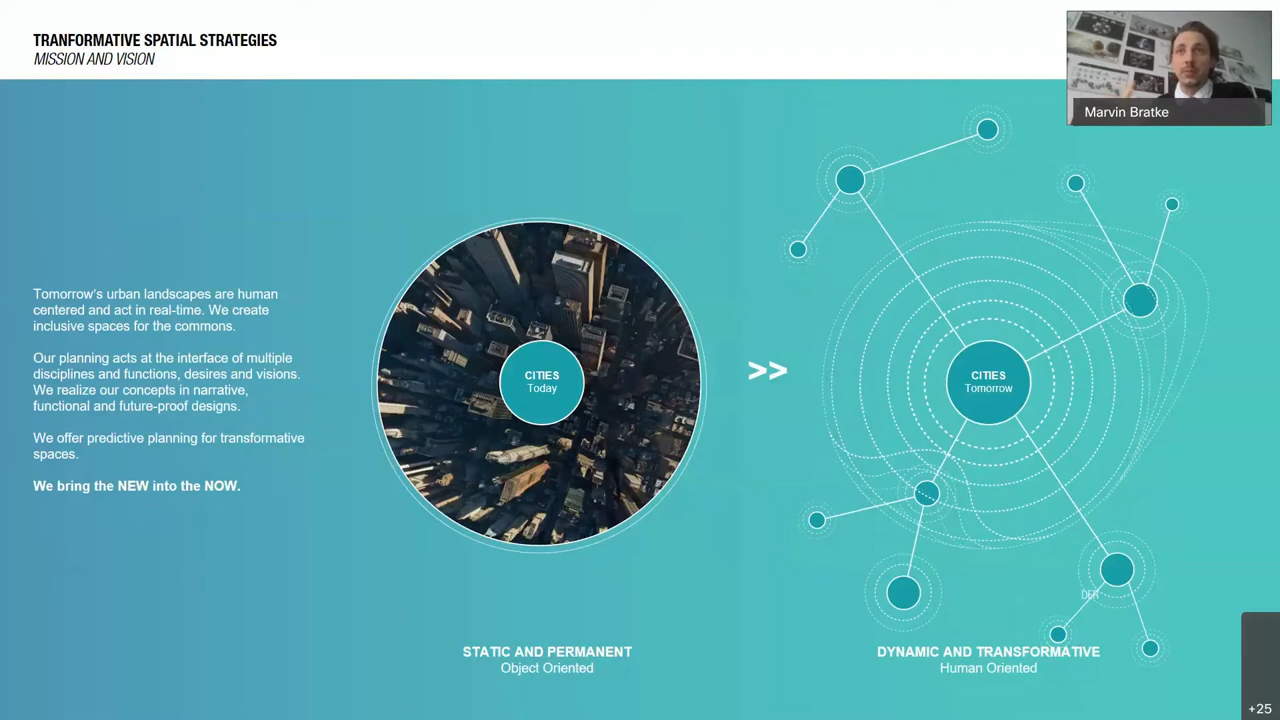 TRANFORMATIVE SPATIAL STRATEGIES
MISSION AND VISION
Marvin Bratke
Tomorrow's urban landscapes are human
centered and act in real-time. We create
inclusive spaces for the commons.
Our planning acts at the interface of multiple
disciplines and functions, desires and visions.
We realize our concepts in narrative,
functional and future-proof designs.
We offer predictive planning for transformative
spaces.
We bring the NEW into the NOW.
CITIES
Today
>>
CITIES
Tomorrow
DER
STATIC AND PERMANENT
Object Oriented
DYNAMIC AND TRANSFORMATIVE
Human Oriented
+25